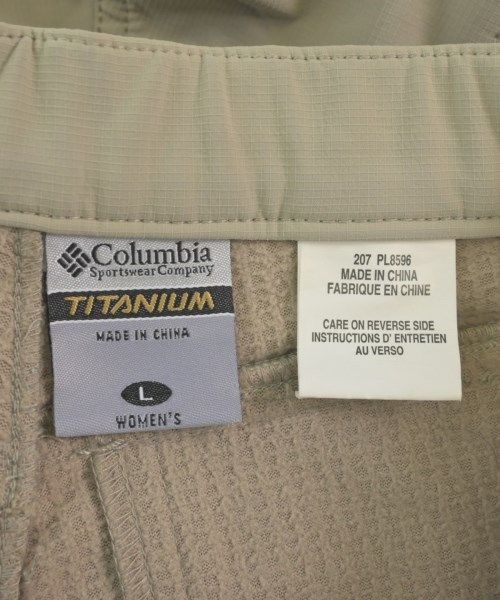 Columbia
Sportswear Company
TITANIUM
MADE IN CHINA
L
WOMEN'S
207 PL8596
MADE IN CHINA
FABRIQUE EN CHINE
CARE ON REVERSE SIDE
INSTRUCTIONS D' ENTRETIEN
AU VERSO